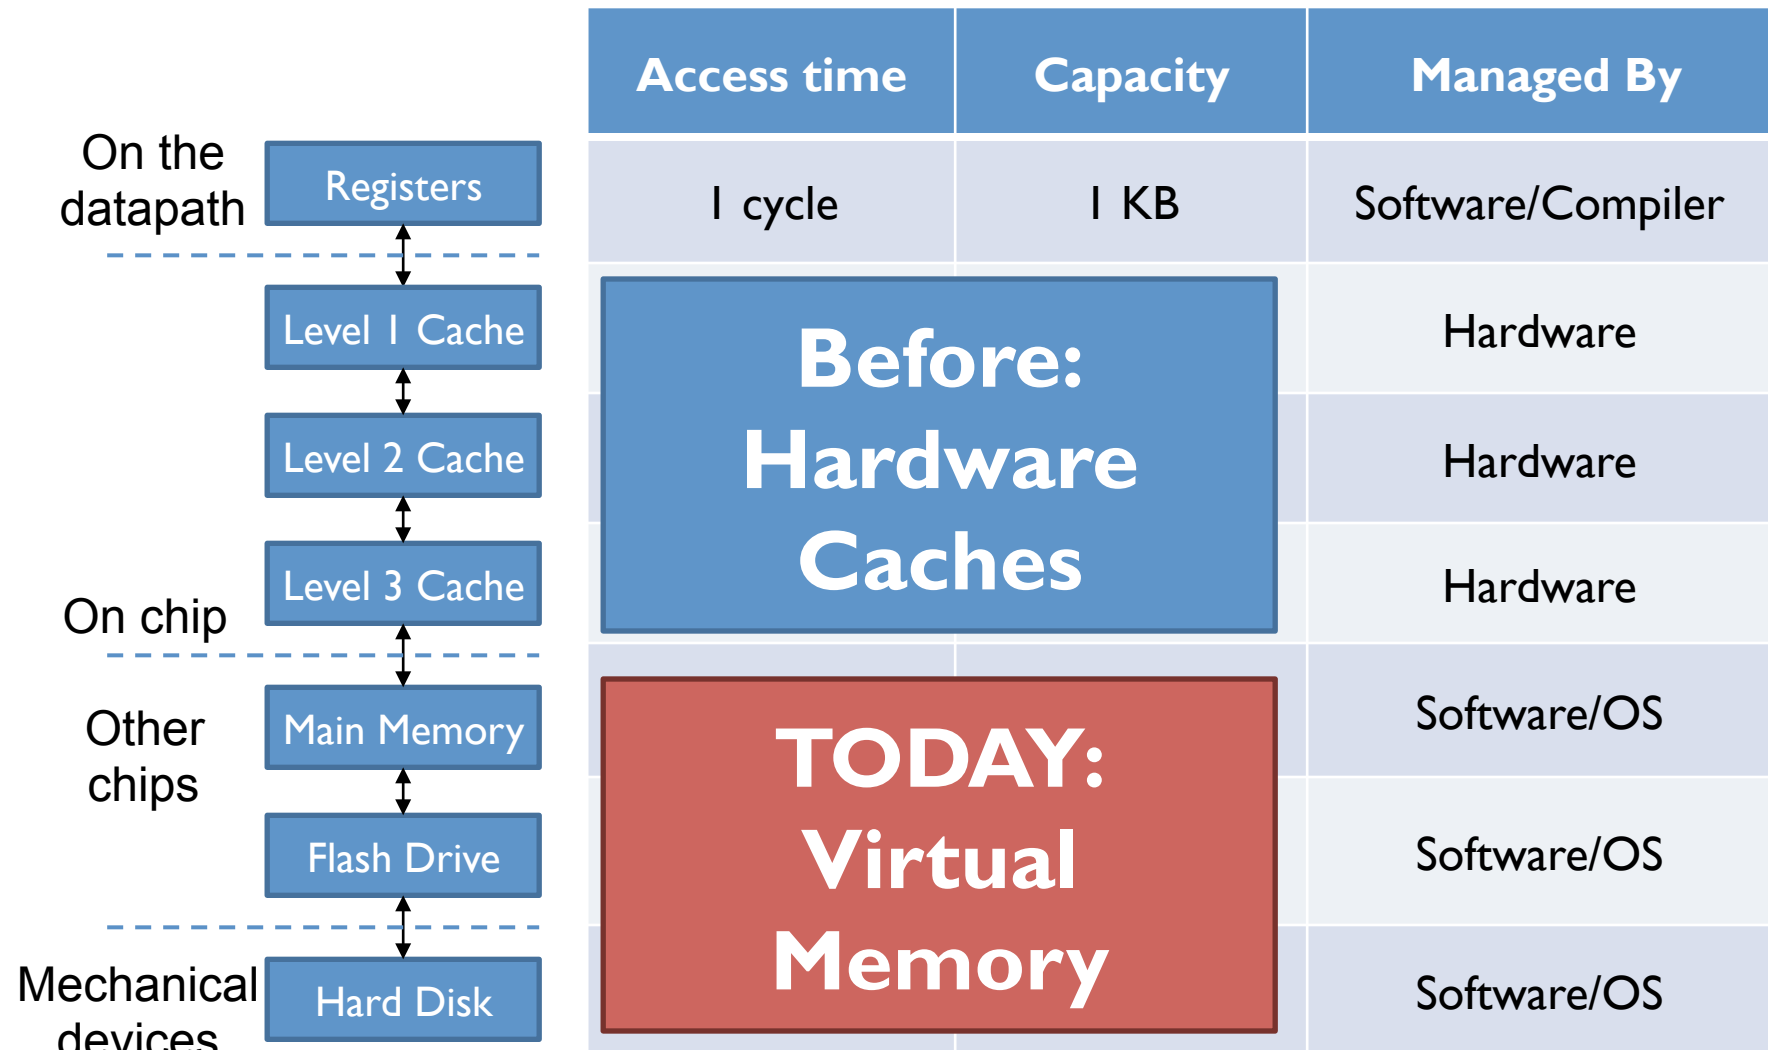 Access time Capacity Managed By
On the
datapath
Registers
1 cycle 1 KB Software/Compiler
Level 1 Cache
Hardware
Level 2 Cache
Hardware
Level 3 Cache
Hardware
Before:
Hardware
Caches
On chip
Other
chips
Main Memory
Software/OS
Flash Drive
Software/OS
TODAY:
Virtual
Memory
Mechanical
devices
Hard Disk
Software/OS